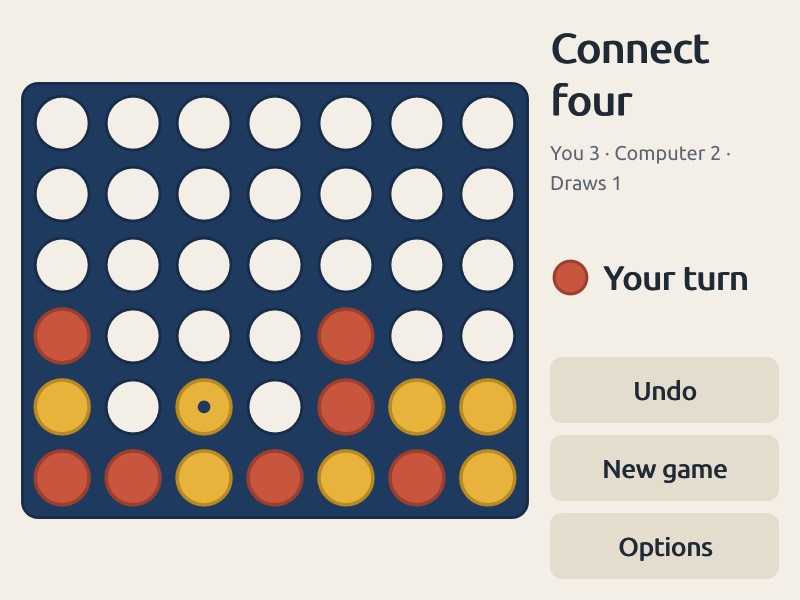 Connect
four
You 3 · Computer 2 ·
Draws 1
Your turn
Undo
New game
Options